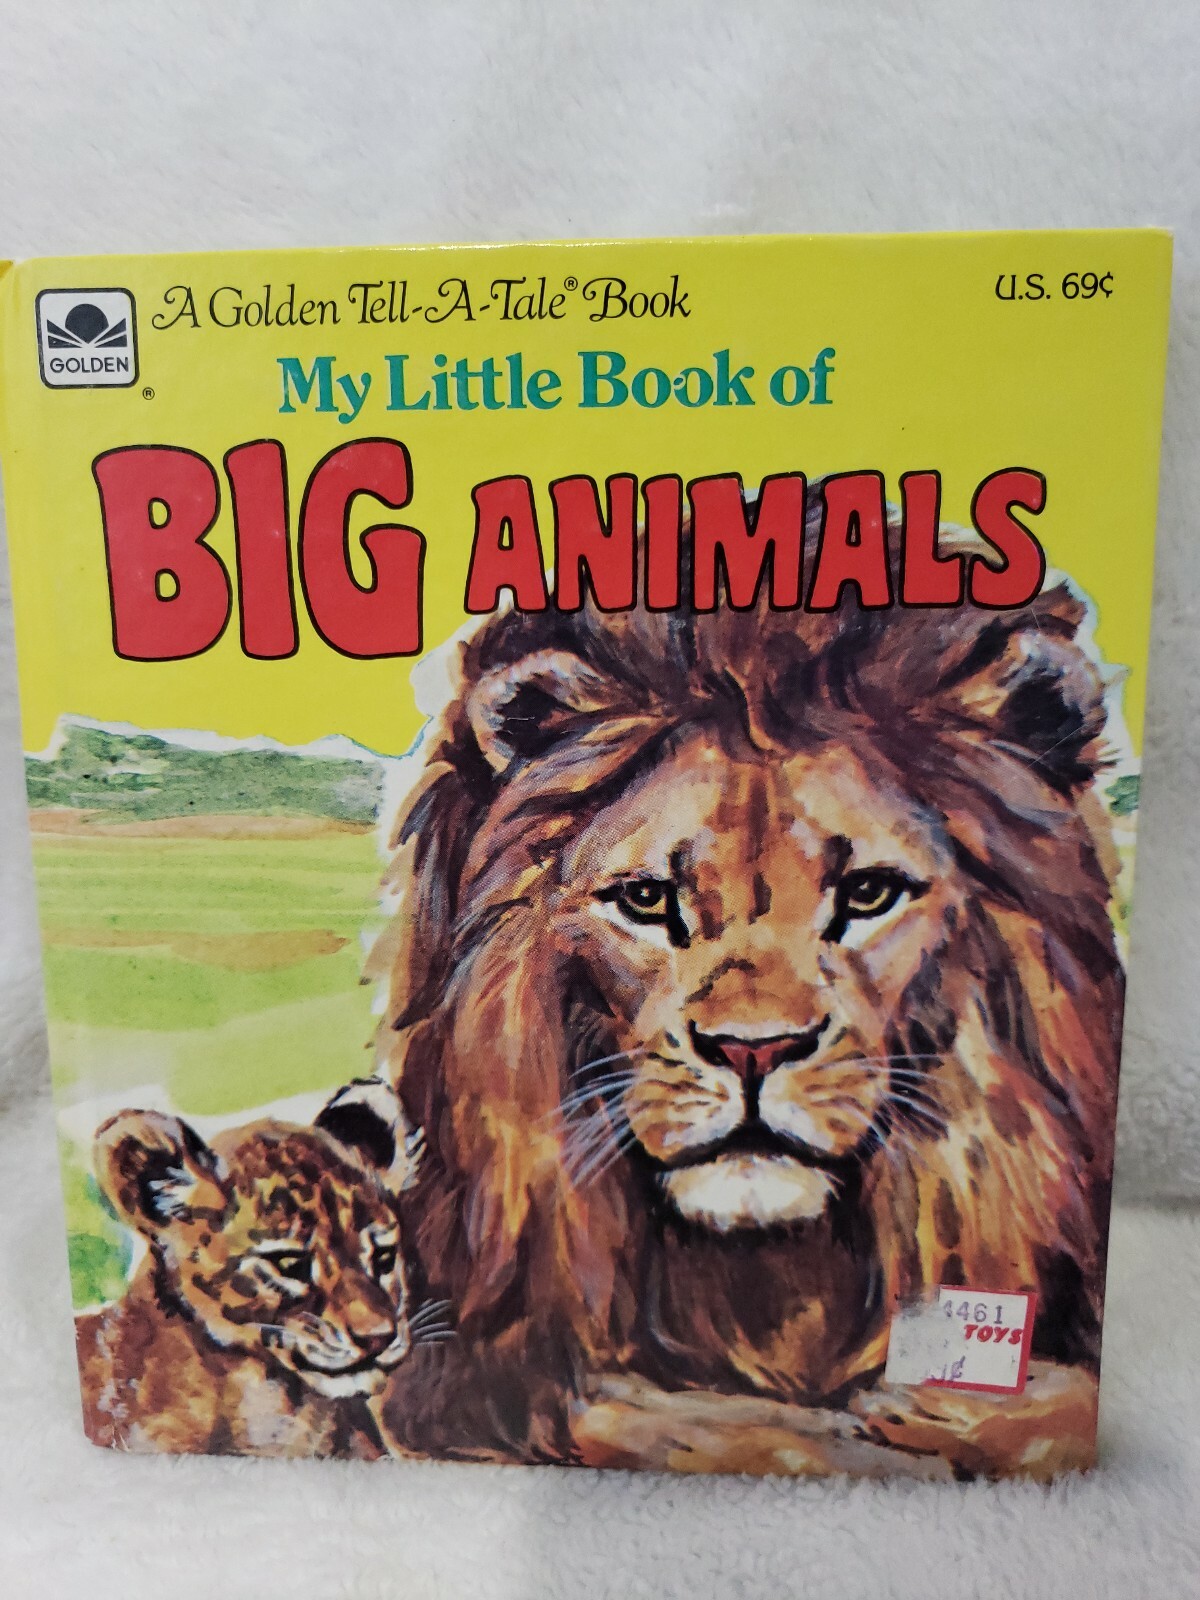 A Golden Tell-A-Tale® Book
U.S. 69¢
GOLDEN
®
My Little Book of
BIG ANIMALS
4461
TOYS